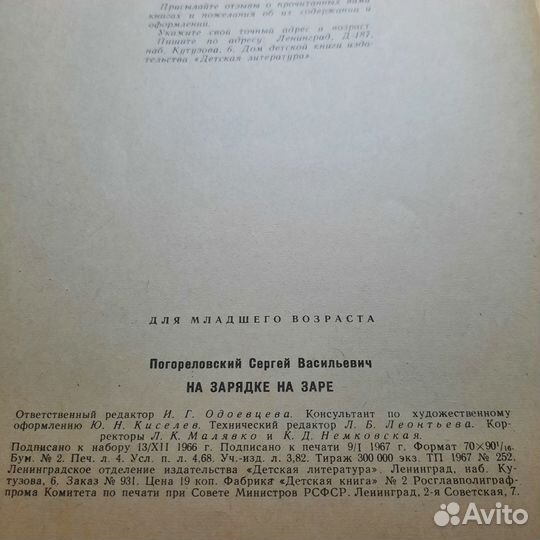 Присылайте отзывы о прочитанных вами
книгах и пожелания об их содержании и
оформлении.
Укажите свой точный адрес и возраст
Пишите по адресу: Ленинград, Д-187,
наб. Кутузова, 6. Дом детской книги изда-
тельства «Детская литература»
ДЛЯ МЛАДШЕГО ВОЗРАСТА
Погореловский Сергей Васильевич
НА ЗАРЯДКЕ НА ЗАРЕ
Ответственный редактор И. Г. Одоевцева. Консультант по художественному
оформлению Ю. Н. Киселев. Технический редактор Л. Б. Леонтьева. Кор-
ректоры Л. К. Малявко и К. Д. Немковская.
Подписано к набору 13/XII 1966 г. Подписано к печати 9/I 1967 г. Формат 70×90¹/₁₆.
Бум. № 2. Печ. л. 4. Усл. п. л. 4.68. Уч.-изд. л. 3,82. Тираж 300 000 экз. ТП 1967 № 252.
Ленинградское отделение издательства «Детская литература». Ленинград, наб. Ку-
тузова, 6. Заказ № 931. Цена 19 коп. Фабрика «Детская книга» № 2 Росглавполиграф-
прома Комитета по печати при Совете Министров РСФСР. Ленинград, 2-я Советская, 7.
Avito